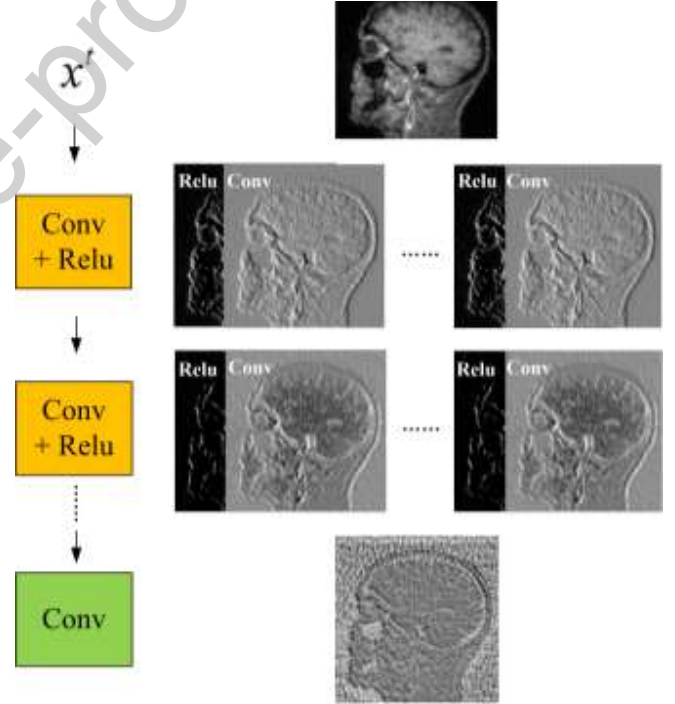 x^t
Relu Conv
Relu Conv
Conv
+ Relu
......
Relu Conv
Relu Conv
Conv
+ Relu
......
Conv